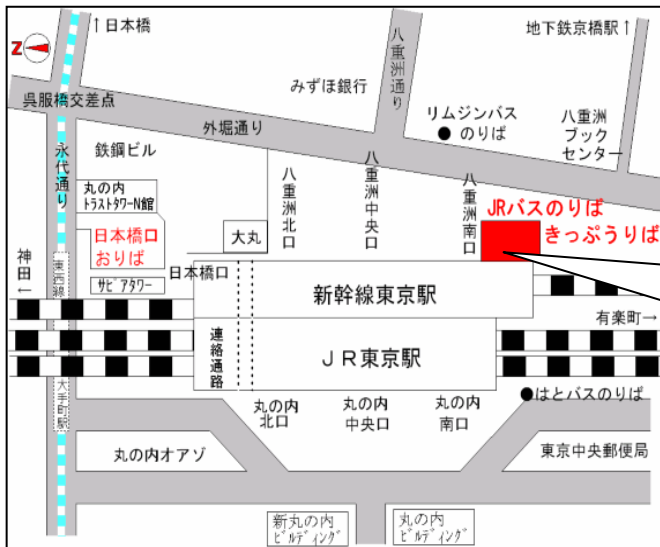 ↑日本橋
地下鉄京橋駅↑
Z
八重洲通り
みずほ銀行
呉服橋交差点
リムジンバス
● のりば
八重洲
ブック
センター
外堀通り
永代通り
鉄鋼ビル
丸の内
トラストタワーN館
八重洲北口
八重洲中央口
八重洲南口
JRバスのりば
きっぷうりば
日本橋口
おりば
大丸
神田←
東西線
日本橋口
サピアタワー
新幹線東京駅
有楽町→
連絡通路
JR東京駅
大手町駅
●はとバスのりば
丸の内
北口
丸の内
中央口
丸の内
南口
丸の内オアゾ
東京中央郵便局
新丸の内
ビルディング
丸の内
ビルディング